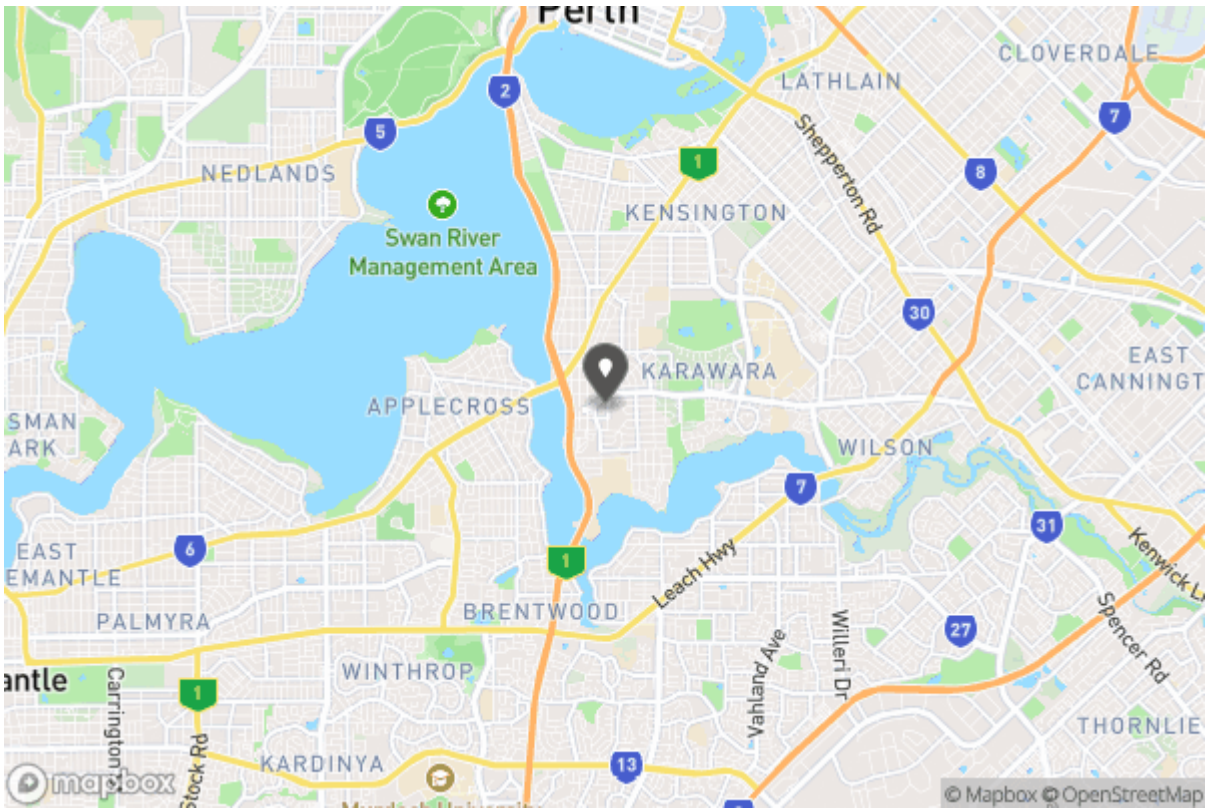 Perth
CLOVERDALE
LATHLAIN
2
7
5
1
8
NEDLANDS
Shepperton Rd
KENSINGTON
Swan River
Management Area
30
EAST
CANNINGT
KARAWARA
APPLECROSS
SMAN
ARK
WILSON
7
31
6
EAST
EMANTLE
1
Leach Hwy
Kenwick L
BRENTWOOD
PALMYRA
Spencer Rd
27
Willeri Dr
Vahland Ave
WINTHROP
antle
Carrington
1
THORNLIE
Stock Rd
KARDINYA
13
mapbox
Murdoch University
© Mapbox © OpenStreetMap